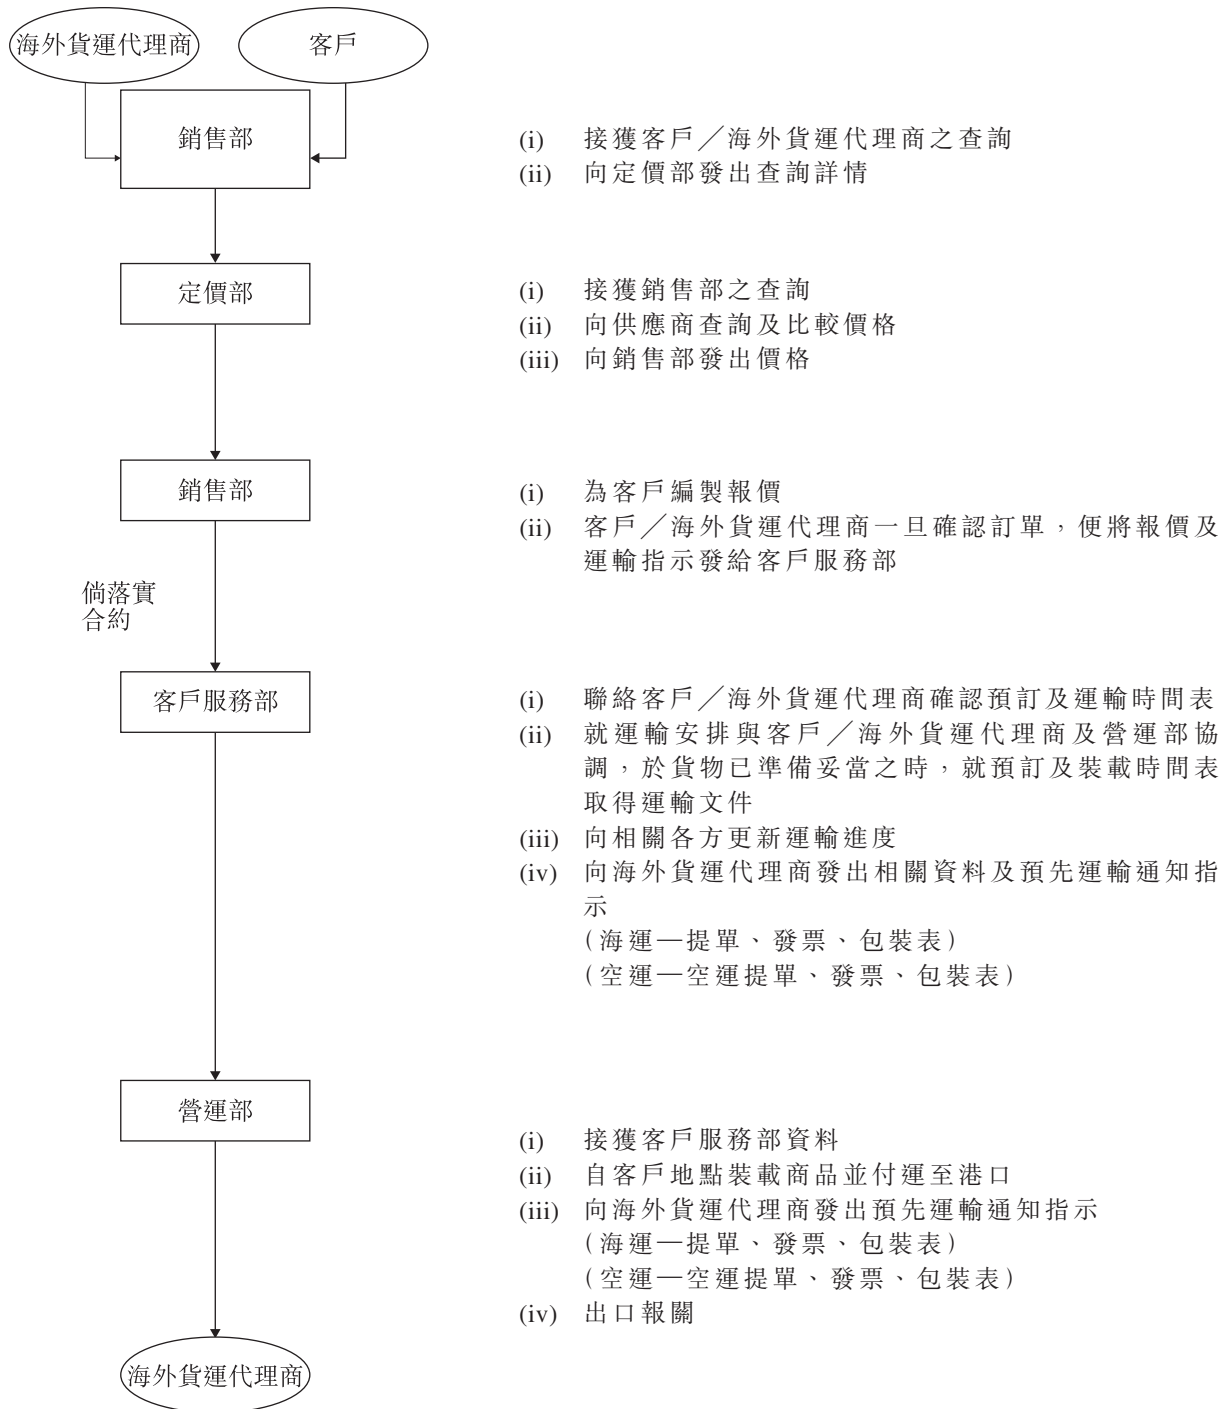 海外貨運代理商
客戶
銷售部
(i) 接獲客戶／海外貨運代理商之查詢
(ii) 向定價部發出查詢詳情
定價部
(i) 接獲銷售部之查詢
(ii) 向供應商查詢及比較價格
(iii) 向銷售部發出價格
銷售部
(i) 為客戶編製報價
(ii) 客戶／海外貨運代理商一旦確認訂單，便將報價及
運輸指示發給客戶服務部
倘落實
合約
客戶服務部
(i) 聯絡客戶／海外貨運代理商確認預訂及運輸時間表
(ii) 就運輸安排與客戶／海外貨運代理商及營運部協
調，於貨物已準備妥當之時，就預訂及裝載時間表
取得運輸文件
(iii) 向相關各方更新運輸進度
(iv) 向海外貨運代理商發出相關資料及預先運輸通知指
示
(海運—提單、發票、包裝表)
(空運—空運提單、發票、包裝表)
營運部
(i) 接獲客戶服務部資料
(ii) 自客戶地點裝載商品並付運至港口
(iii) 向海外貨運代理商發出預先運輸通知指示
(海運—提單、發票、包裝表)
(空運—空運提單、發票、包裝表)
(iv) 出口報關
海外貨運代理商